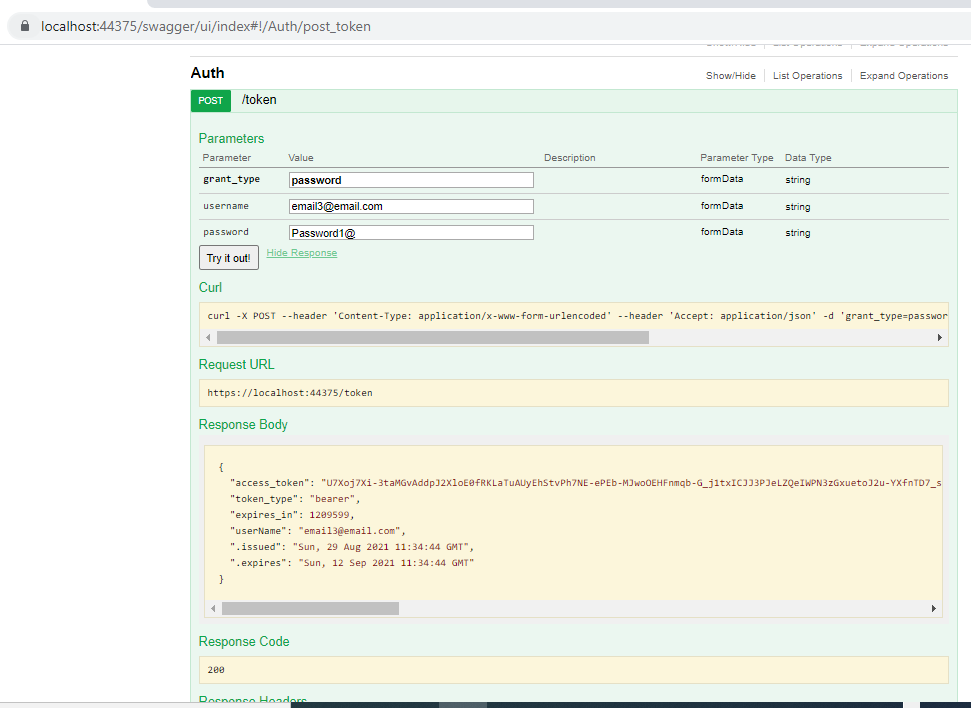 localhost:44375/swagger/ui/index#!/Auth/post_token
Auth
Show/Hide List Operations Expand Operations
POST /token
Parameters
Parameter Value Description Parameter Type Data Type
grant_type password formData string
username email3@email.com formData string
password Password1@ formData string
Try it out! Hide Response
Curl
curl -X POST --header 'Content-Type: application/x-www-form-urlencoded' --header 'Accept: application/json' -d 'grant_type=passwor
Request URL
https://localhost:44375/token
Response Body
{
"access_token": "U7Xoj7Xi-3taMGvAddpJ2XloE0fRKLaTuAUyEhStvPh7NE-ePEb-MJwoOEHFnmqb-G_j1txICJJ3PJeLZQeIWPN3zGxuetoJ2u-YXfnTD7_s
"token_type": "bearer",
"expires_in": 1209599,
"userName": "email3@email.com",
".issued": "Sun, 29 Aug 2021 11:34:44 GMT",
".expires": "Sun, 12 Sep 2021 11:34:44 GMT"
}
Response Code
200
Response Headers